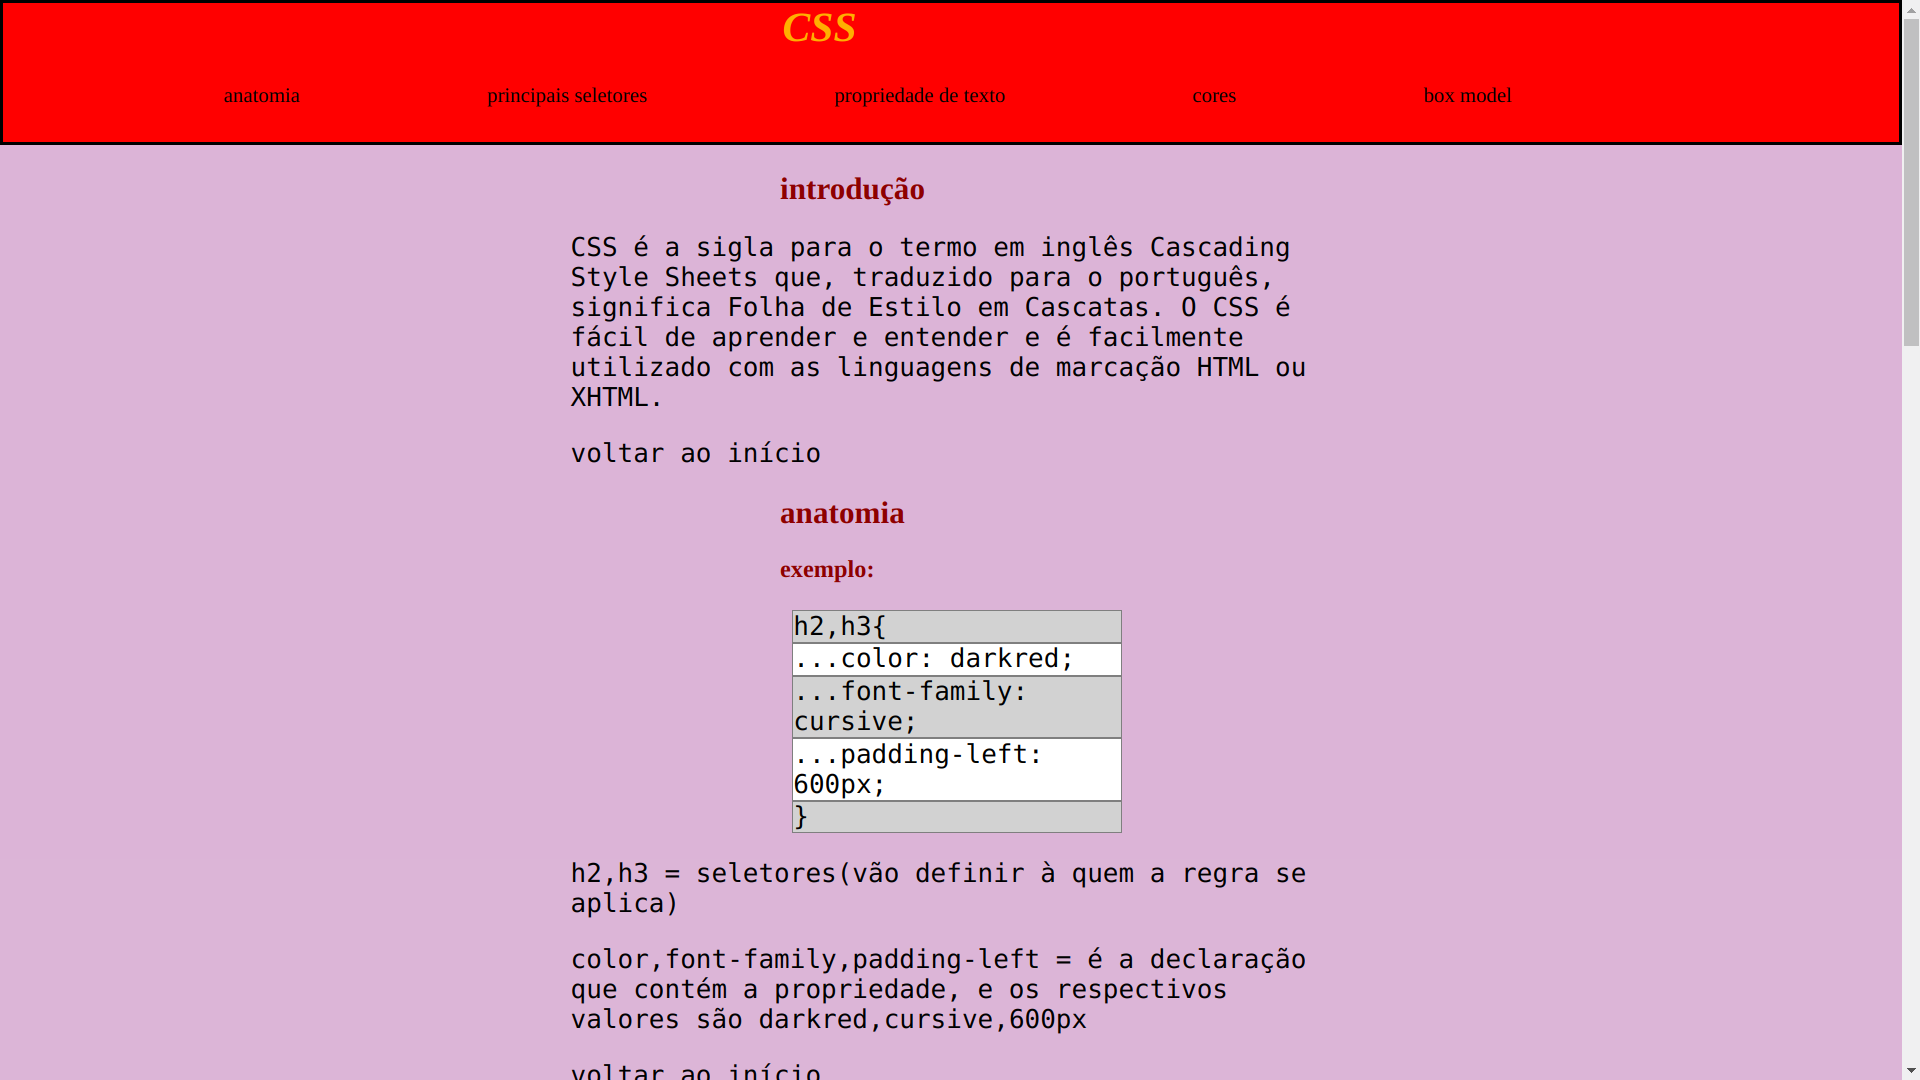 CSS
anatomia
principais seletores
propriedade de texto
cores
box model
introdução
CSS é a sigla para o termo em inglês Cascading
Style Sheets que, traduzido para o português,
significa Folha de Estilo em Cascatas. O CSS é
fácil de aprender e entender e é facilmente
utilizado com as linguagens de marcação HTML ou
XHTML.
voltar ao início
anatomia
exemplo:
h2,h3{
...color: darkred;
...font-family:
cursive;
...padding-left:
600px;
}
h2,h3 = seletores(vão definir à quem a regra se
aplica)
color,font-family,padding-left = é a declaração
que contém a propriedade, e os respectivos
valores são darkred,cursive,600px
voltar ao início